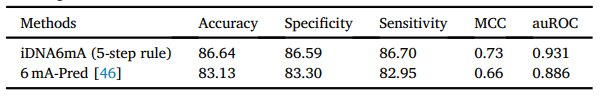 Methods Accuracy Specificity Sensitivity MCC auROC
iDNA6mA (5-step rule) 86.64 86.59 86.70 0.73 0.931
6 mA-Pred [46] 83.13 83.30 82.95 0.66 0.886